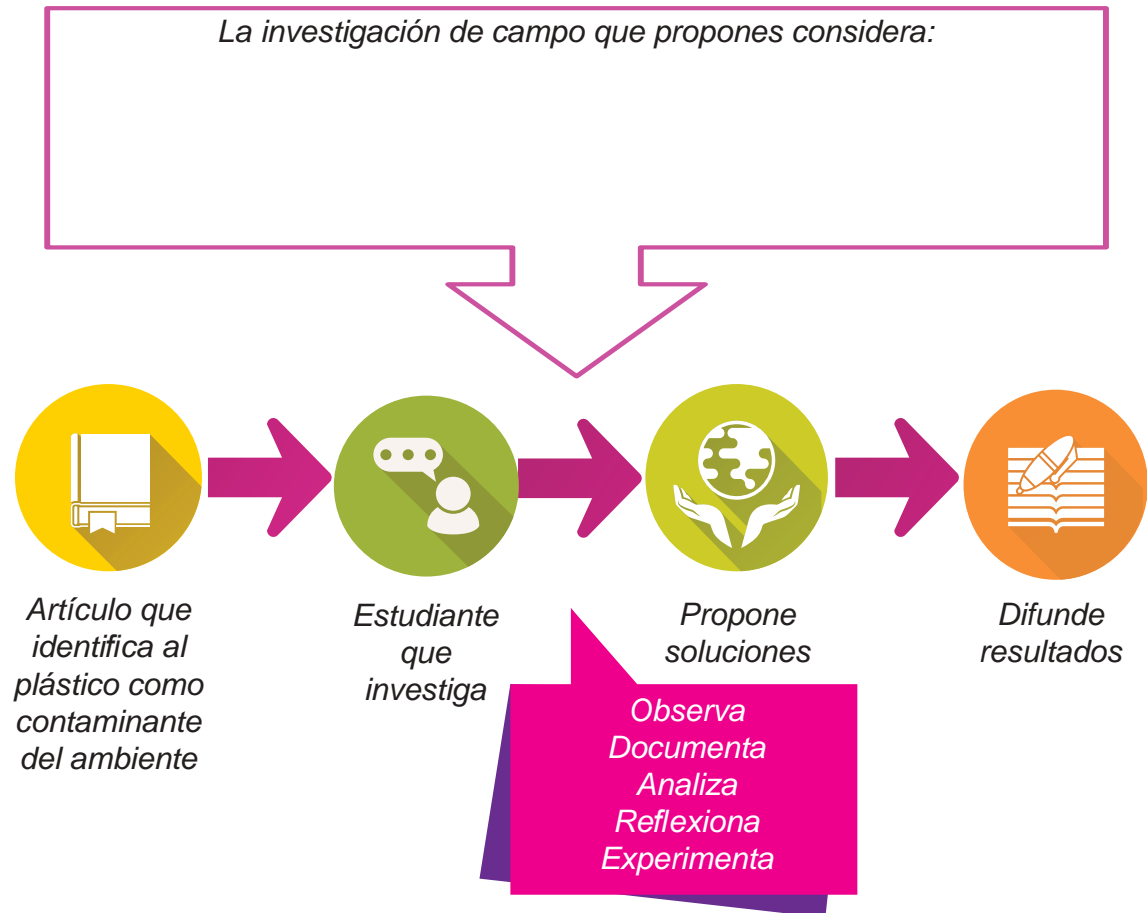 La investigación de campo que propones considera:
Artículo que
identifica al
plástico como
contaminante
del ambiente
Estudiante
que
investiga
Propone
soluciones
Difunde
resultados
Observa
Documenta
Analiza
Reflexiona
Experimenta